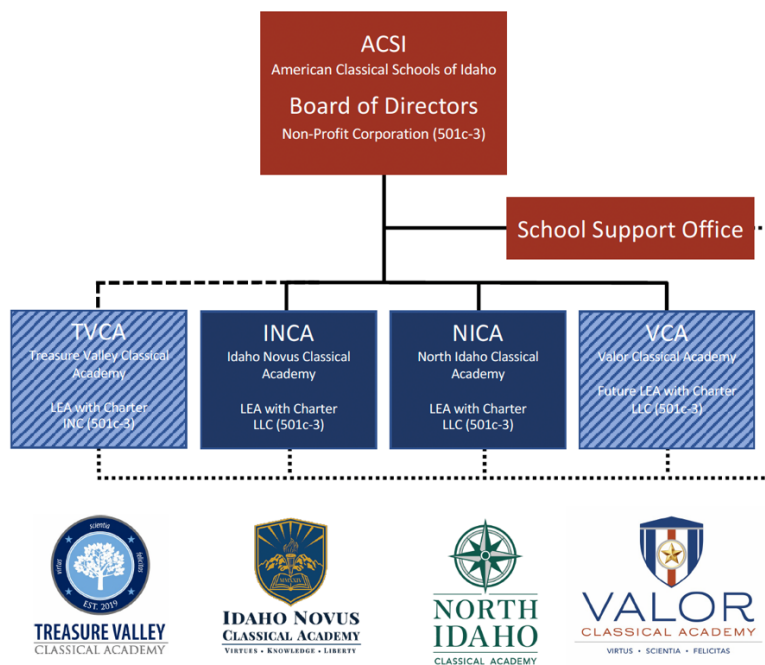 ACSI
American Classical Schools of Idaho
Board of Directors
Non-Profit Corporation (501c-3)
School Support Office
TVCA
Treasure Valley Classical
Academy
LEA with Charter
INC (501c-3)
INCA
Idaho Novus Classical
Academy
LEA with Charter
LLC (501c-3)
NICA
North Idaho Classical
Academy
LEA with Charter
LLC (501c-3)
VCA
Valor Classical Academy
Future LEA with Charter
LLC (501c-3)
scientia
virtus
felicitas
EST. 2019
TREASURE VALLEY
CLASSICAL ACADEMY
IDAHO NOVUS
CLASSICAL ACADEMY
VIRTUES • KNOWLEDGE • LIBERTY
NORTH
IDAHO
CLASSICAL ACADEMY
VALOR
CLASSICAL ACADEMY
VIRTUS • SCIENTIA • FELICITAS